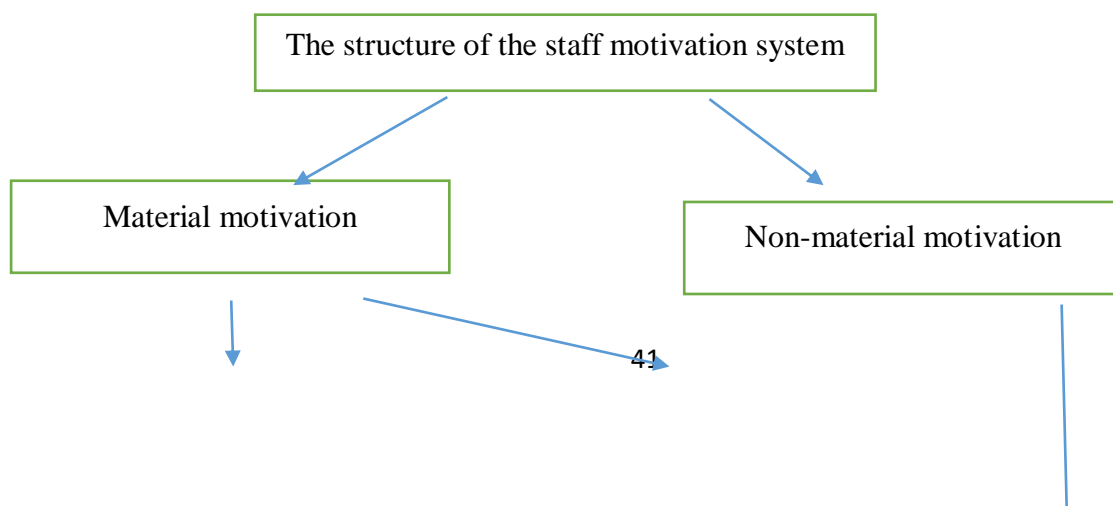 The structure of the staff motivation system
Material motivation
Non-material motivation
41